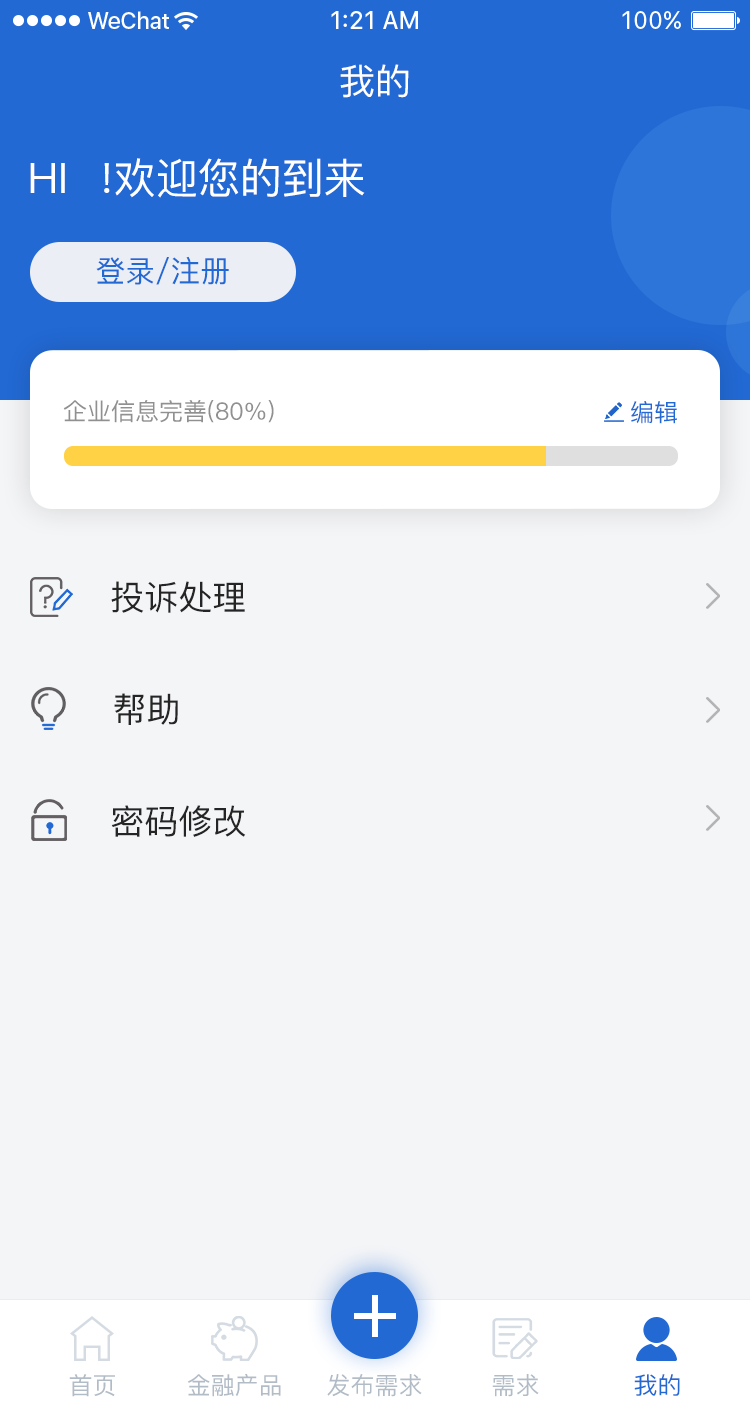 WeChat 1:21 AM 100%
我的
HI !欢迎您的到来
登录/注册
企业信息完善(80%) 编辑
投诉处理
帮助
密码修改
首页 金融产品 发布需求 需求 我的